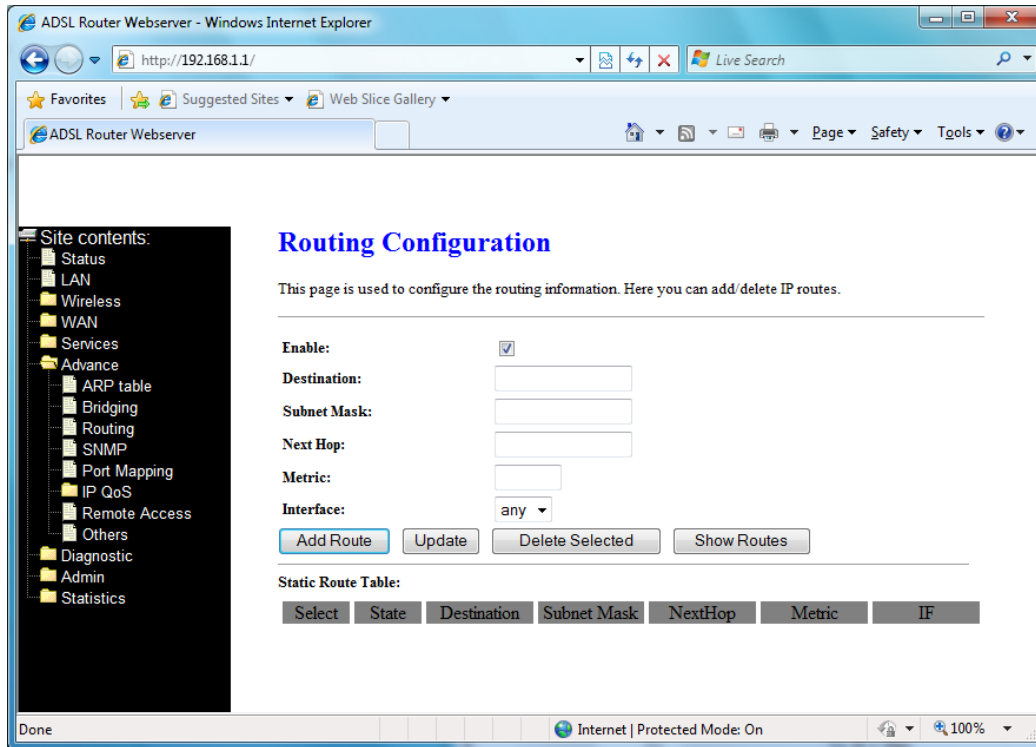 ADSL Router Webserver - Windows Internet Explorer
http://192.168.1.1/
Live Search
Favorites
Suggested Sites
Web Slice Gallery
ADSL Router Webserver
Page
Safety
Tools
Site contents:
Status
LAN
Wireless
WAN
Services
Advance
ARP table
Bridging
Routing
SNMP
Port Mapping
IP QoS
Remote Access
Others
Diagnostic
Admin
Statistics
Routing Configuration
This page is used to configure the routing information. Here you can add/delete IP routes.
Enable:
Destination:
Subnet Mask:
Next Hop:
Metric:
Interface: any
Add Route Update Delete Selected Show Routes
Static Route Table:
Select State Destination Subnet Mask NextHop Metric IF
Done
Internet | Protected Mode: On
100%